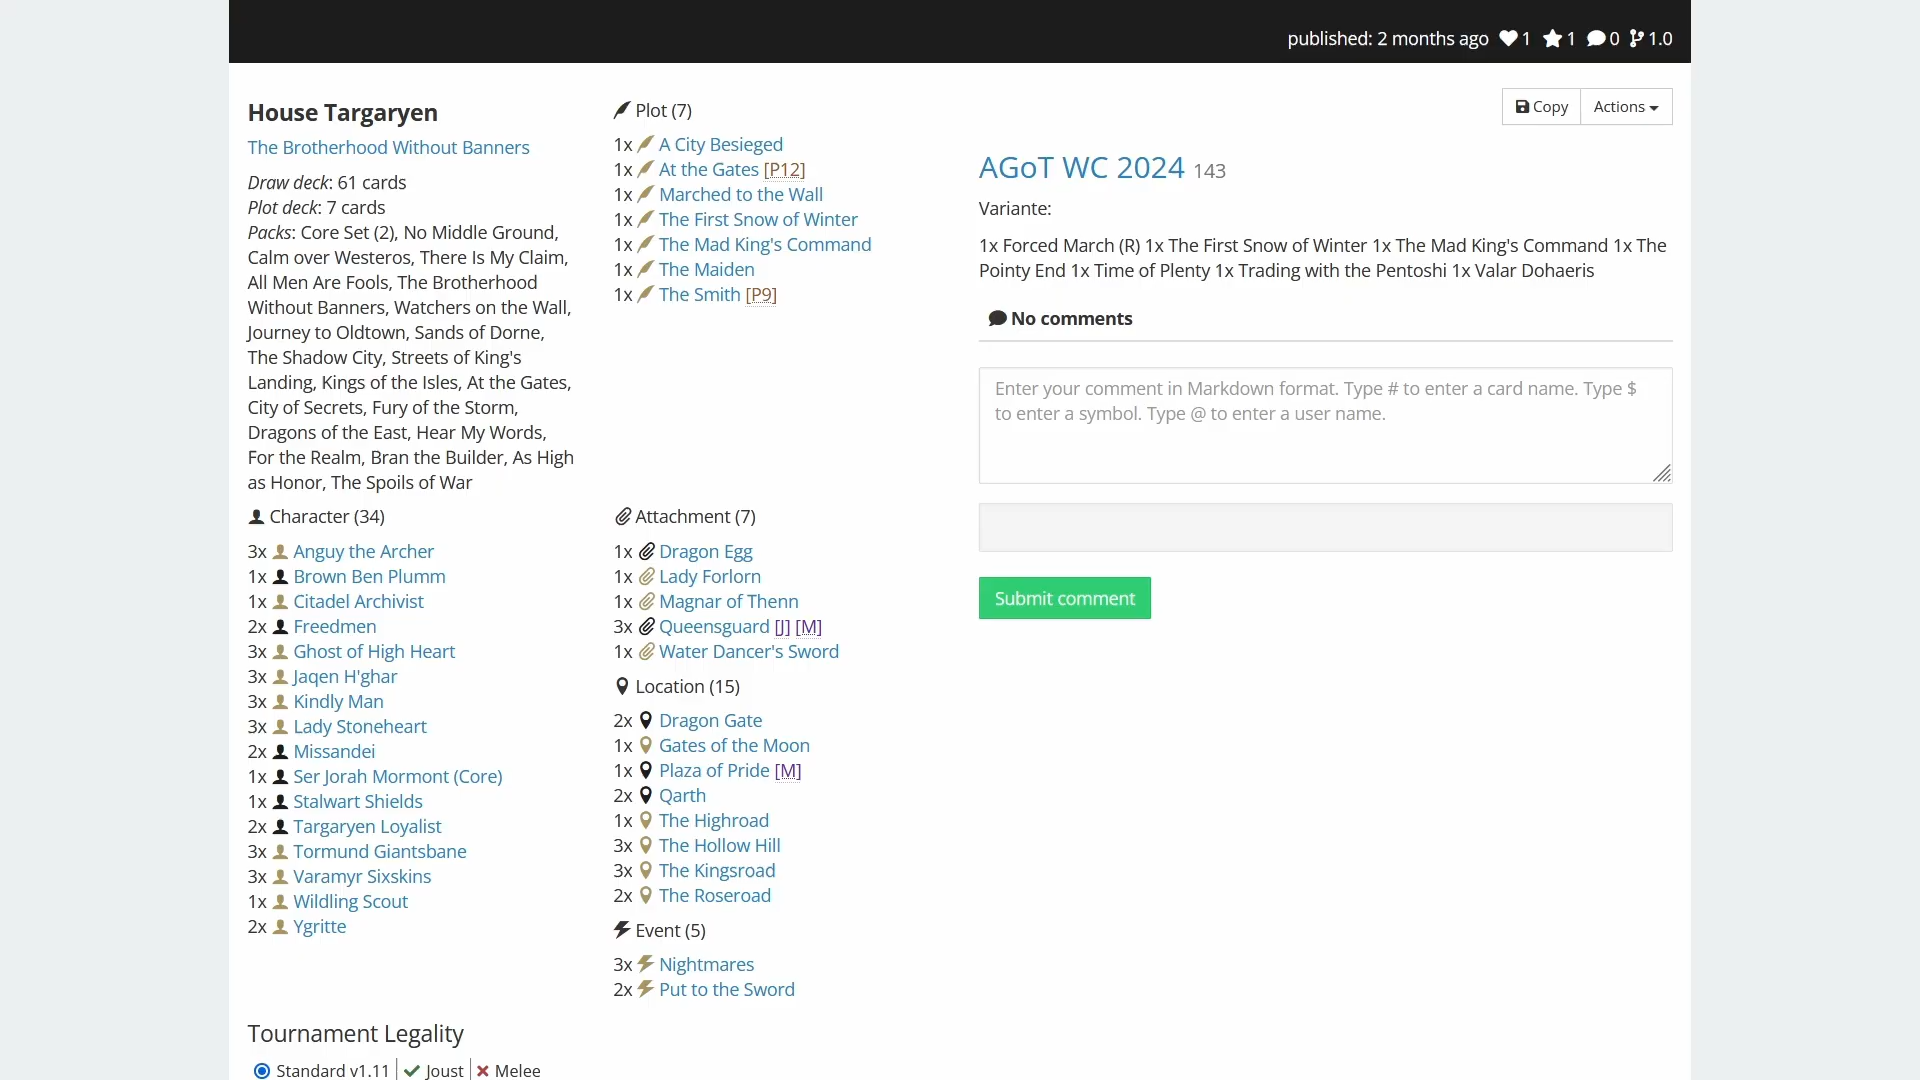 published: 2 months ago 1 1 0 1.0
House Targaryen
The Brotherhood Without Banners
Draw deck: 61 cards
Plot deck: 7 cards
Packs: Core Set (2), No Middle Ground,
Calm over Westeros, There Is My Claim,
All Men Are Fools, The Brotherhood
Without Banners, Watchers on the Wall,
Journey to Oldtown, Sands of Dorne,
The Shadow City, Streets of King's
Landing, Kings of the Isles, At the Gates,
City of Secrets, Fury of the Storm,
Dragons of the East, Hear My Words,
For the Realm, Bran the Builder, As High
as Honor, The Spoils of War
Plot (7)
1x A City Besieged
1x At the Gates [P12]
1x Marched to the Wall
1x The First Snow of Winter
1x The Mad King's Command
1x The Maiden
1x The Smith [P9]
Character (34)
3x Anguy the Archer
1x Brown Ben Plumm
1x Citadel Archivist
2x Freedmen
3x Ghost of High Heart
3x Jaqen H'ghar
3x Kindly Man
3x Lady Stoneheart
2x Missandei
1x Ser Jorah Mormont (Core)
1x Stalwart Shields
2x Targaryen Loyalist
3x Tormund Giantsbane
3x Varamyr Sixskins
1x Wildling Scout
2x Ygritte
Attachment (7)
1x Dragon Egg
1x Lady Forlorn
1x Magnar of Thenn
3x Queensguard [J] [M]
1x Water Dancer's Sword
Location (15)
2x Dragon Gate
1x Gates of the Moon
1x Plaza of Pride [M]
2x Qarth
1x The Highroad
3x The Hollow Hill
3x The Kingsroad
2x The Roseroad
Event (5)
3x Nightmares
2x Put to the Sword
Tournament Legality
Standard v1.11 Joust Melee
Copy Actions
AGoT WC 2024 143
Variante:
1x Forced March (R) 1x The First Snow of Winter 1x The Mad King's Command 1x The
Pointy End 1x Time of Plenty 1x Trading with the Pentoshi 1x Valar Dohaeris
No comments
Enter your comment in Markdown format. Type # to enter a card name. Type $
to enter a symbol. Type @ to enter a user name.
Submit comment